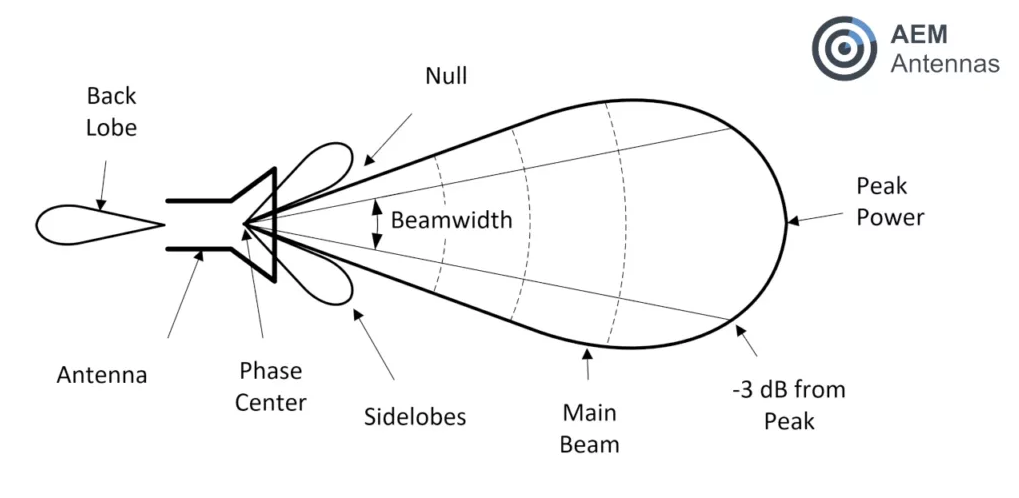 AEM
Antennas
Null
Back
Lobe
Peak
Power
Beamwidth
Antenna
Phase
Center
Sidelobes
Main
Beam
-3 dB from
Peak